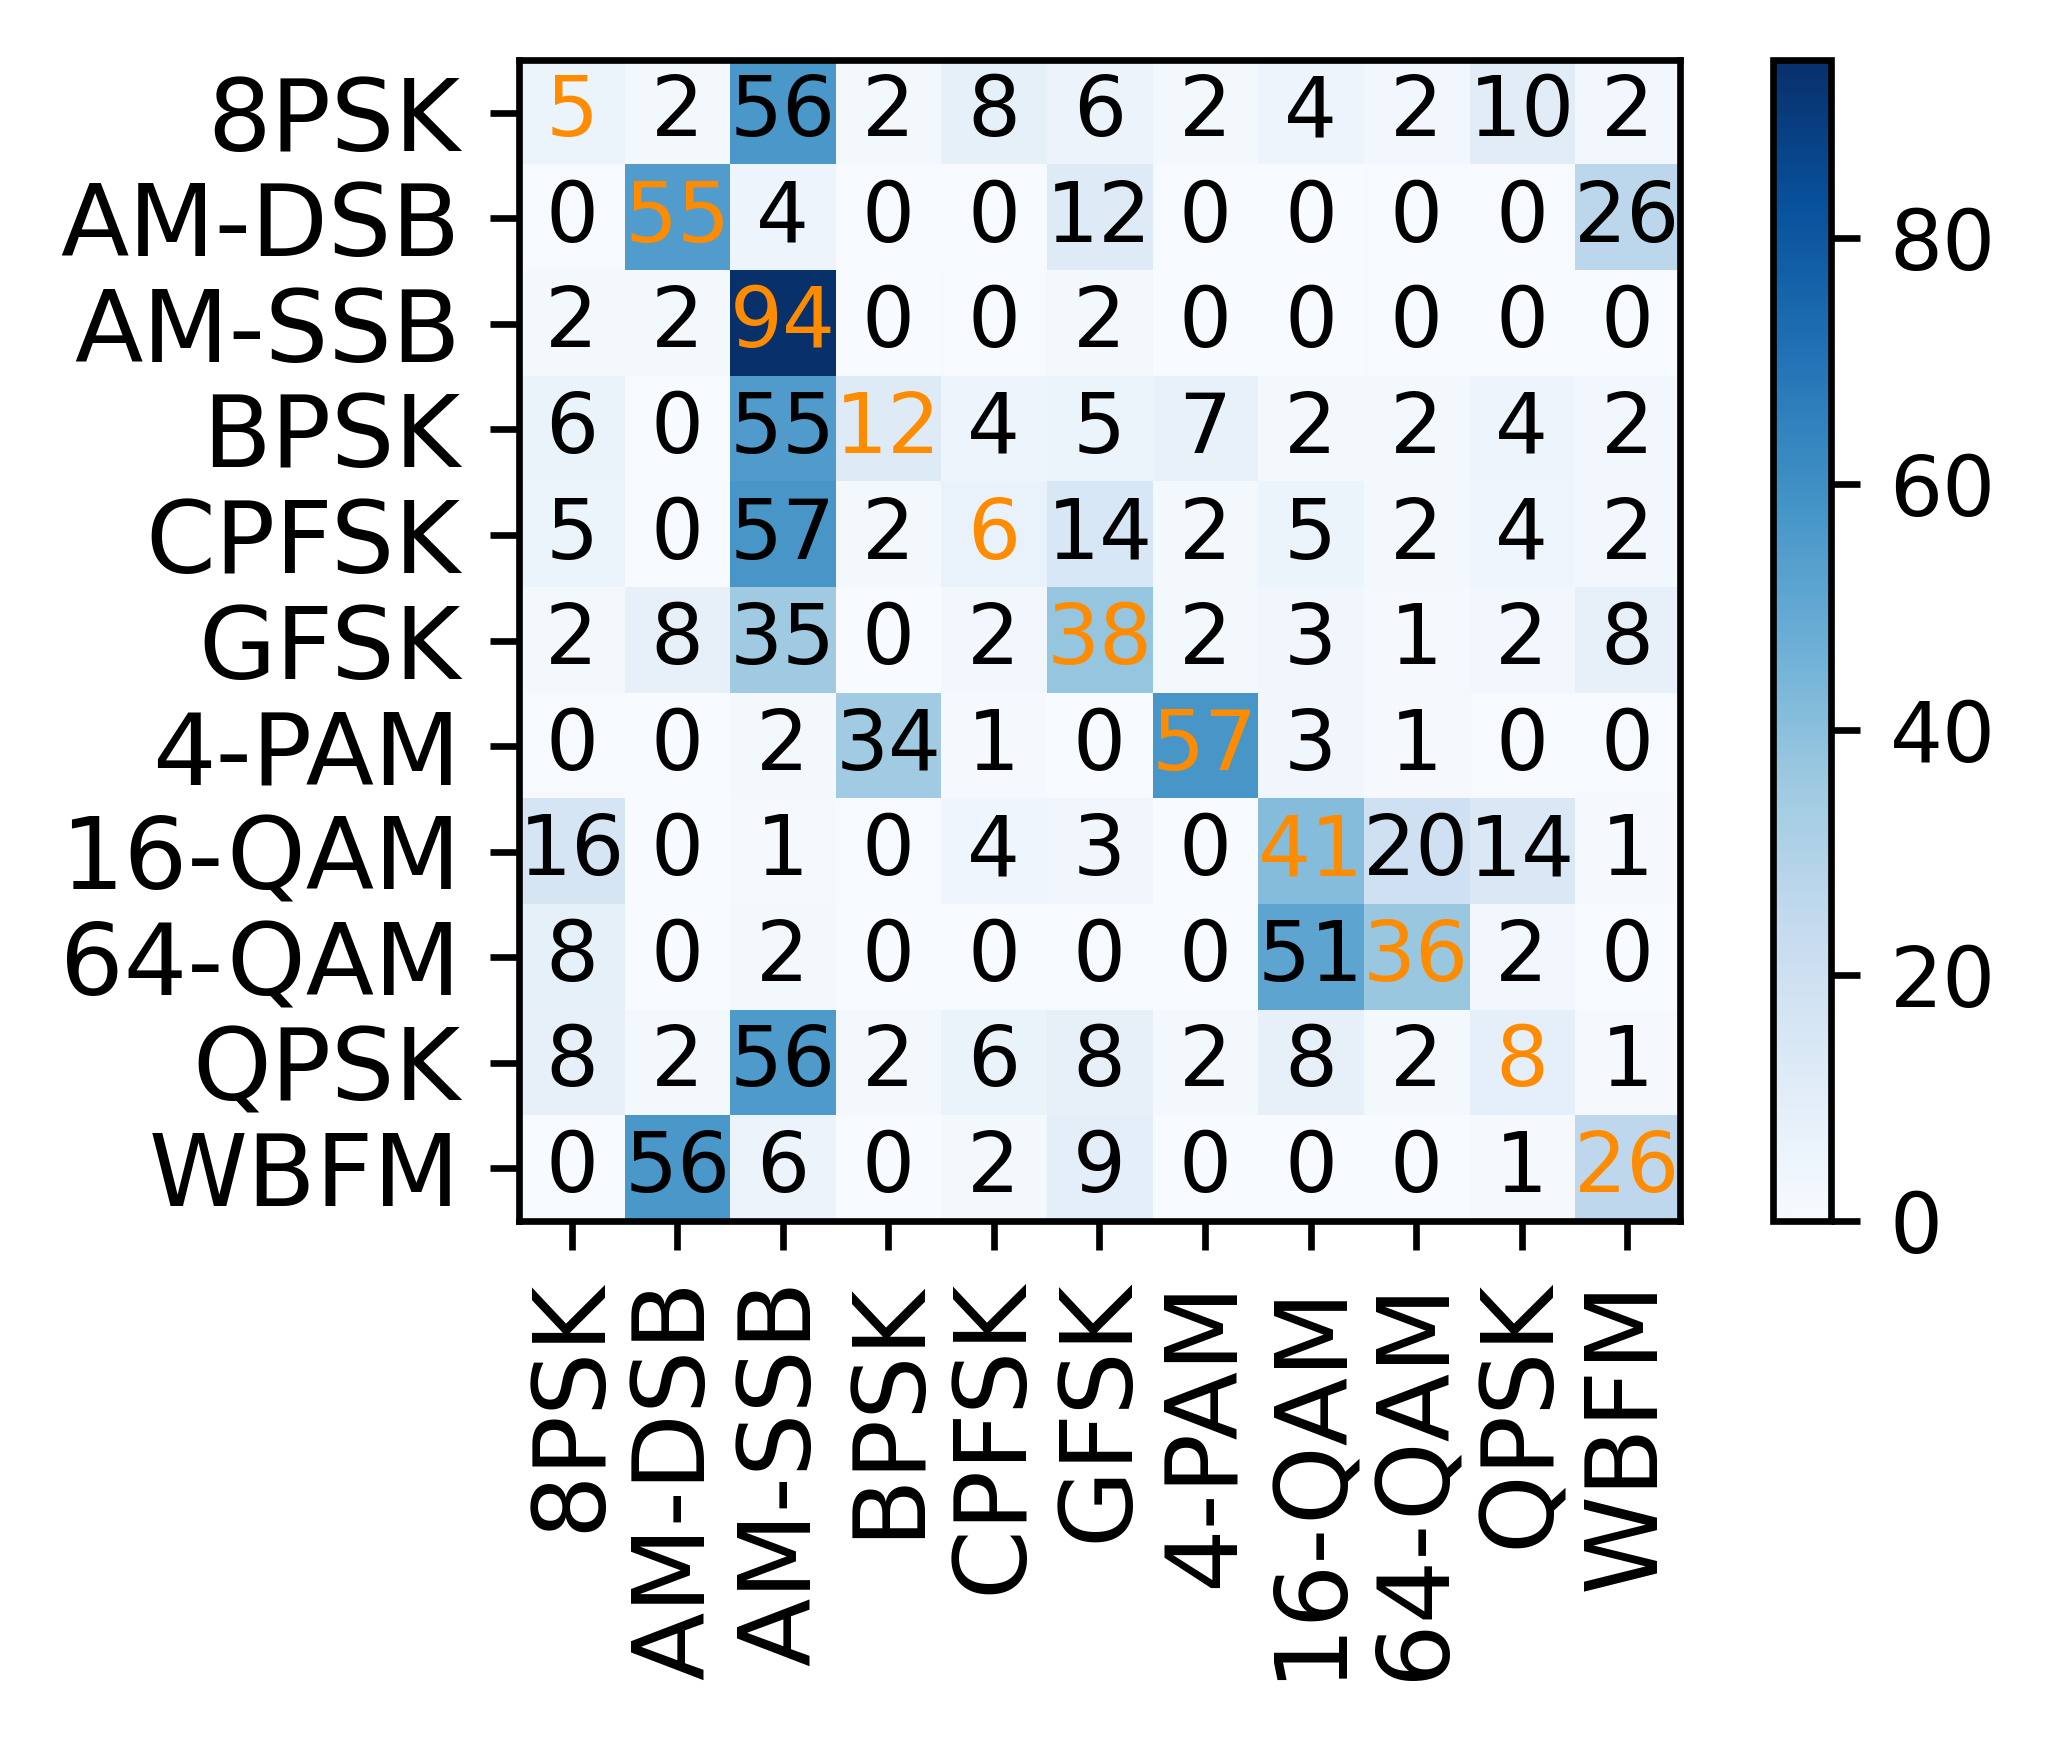 8PSK 5 2 56 2 8 6 2 4 2 10 2
AM-DSB 0 55 4 0 0 12 0 0 0 0 26
AM-SSB 2 2 94 0 0 2 0 0 0 0 0
BPSK 6 0 55 12 4 5 7 2 2 4 2
CPFSK 5 0 57 2 6 14 2 5 2 4 2
GFSK 2 8 35 0 2 38 2 3 1 2 8
4-PAM 0 0 2 34 1 0 57 3 1 0 0
16-QAM 16 0 1 0 4 3 0 41 20 14 1
64-QAM 8 0 2 0 0 0 0 51 36 2 0
QPSK 8 2 56 2 6 8 2 8 2 8 1
WBFM 0 56 6 0 2 9 0 0 0 1 26
8PSK
AM-DSB
AM-SSB
BPSK
CPFSK
GFSK
4-PAM
16-QAM
64-QAM
QPSK
WBFM
80
60
40
20
0